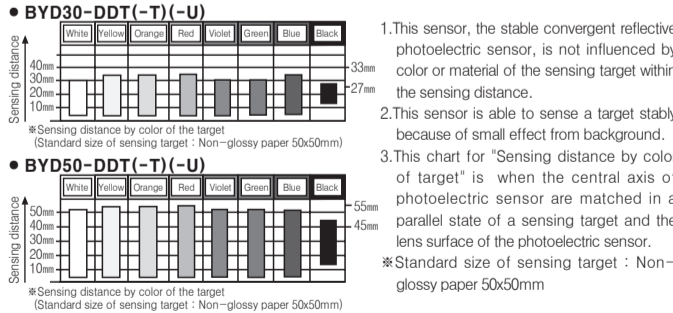 ● BYD30-DDT(-T)(-U)
White Yellow Orange Red Violet Green Blue Black
Sensing distance
40mm
30mm
20mm
10mm
33mm
27mm
※Sensing distance by color of the target
(Standard size of sensing target : Non-glossy paper 50x50mm)
● BYD50-DDT(-T)(-U)
White Yellow Orange Red Violet Green Blue Black
Sensing distance
50mm
40mm
30mm
20mm
10mm
55mm
45mm
※Sensing distance by color of the target
(Standard size of sensing target : Non-glossy paper 50x50mm)
1.This sensor, the stable convergent reflective
photoelectric sensor, is not influenced by
color or material of the sensing target within
the sensing distance.
2.This sensor is able to sense a target stably
because of small effect from background.
3.This chart for "Sensing distance by color
of target" is when the central axis of
photoelectric sensor are matched in a
parallel state of a sensing target and the
lens surface of the photoelectric sensor.
※Standard size of sensing target : Non-
glossy paper 50x50mm